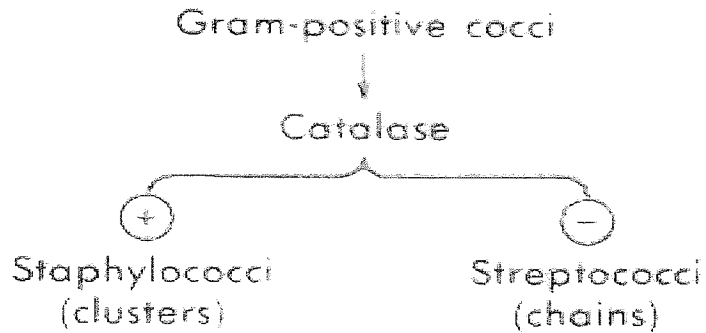 Gram-positive cocci
Catalase
+ −
Staphylococci Streptococci
(clusters) (chains)